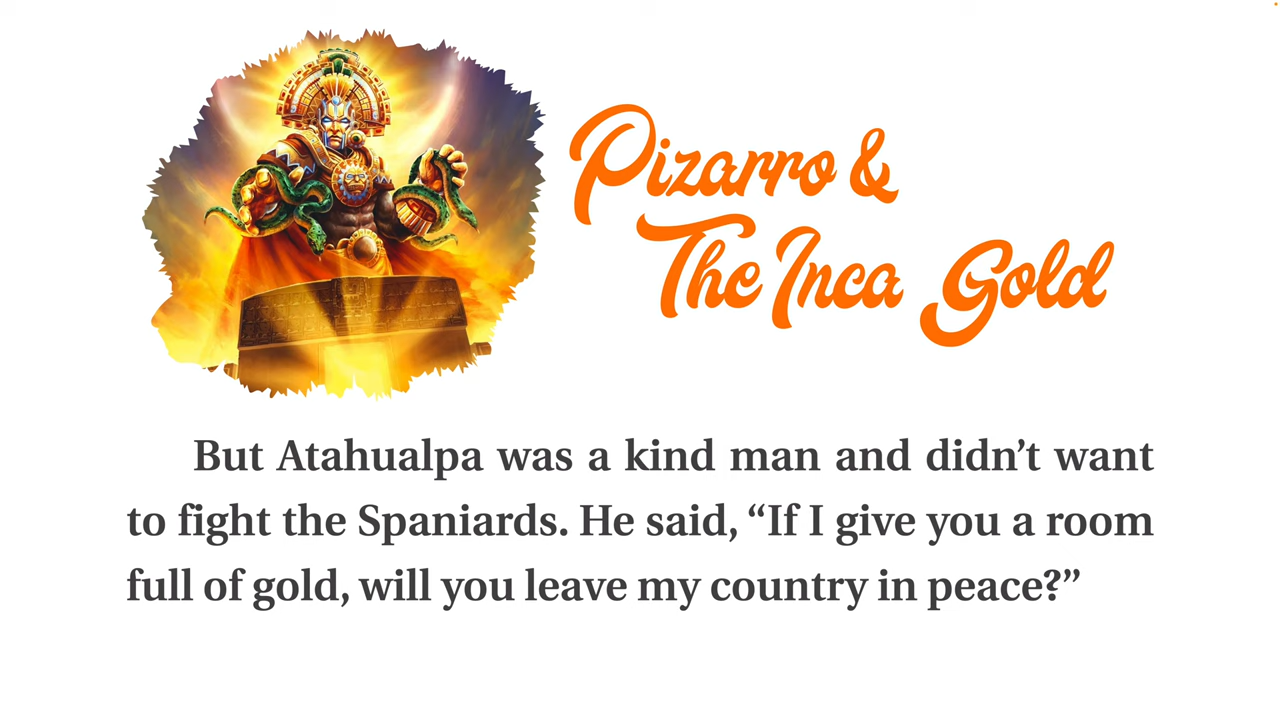 Pizarro &
The Inca Gold
But Atahualpa was a kind man and didn’t want
to fight the Spaniards. He said, “If I give you a room
full of gold, will you leave my country in peace?”